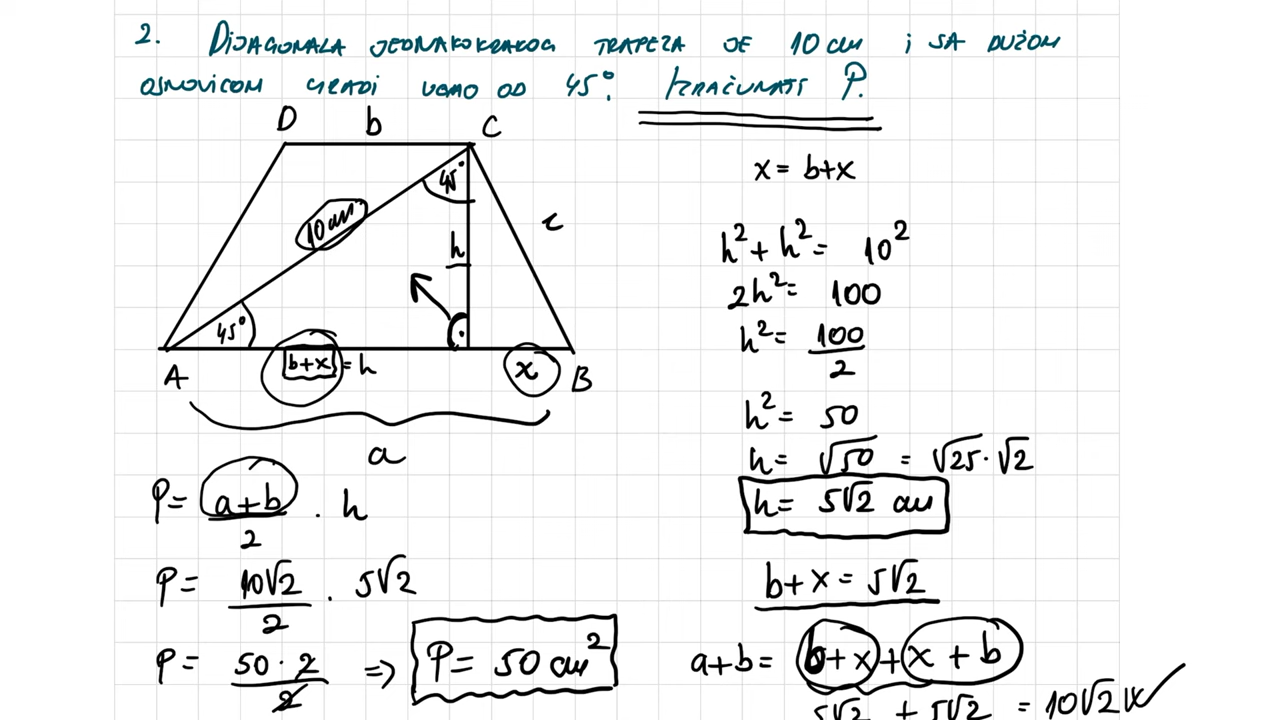 2. DIJAGONALA JEDNAKOKRAKOG TRAPEZA JE 10 cm I SA DUŽOM
OSNOVICOM GRADI UGAO OD 45°. IZRAČUNATI P.
D b C
45°
10 cm
c
h
45°
b+x = h
x
A
B
a
P = a+b/2 · h
P = 10√2/2 · 5√2
P = 50·2/2 => P = 50 cm²
x = b+x
h² + h² = 10²
2h² = 100
h² = 100/2
h² = 50
h = √50 = √25·√2
h = 5√2 cm
b+x = 5√2
a+b = b+x+x+b
5√2 + 5√2 = 10√2